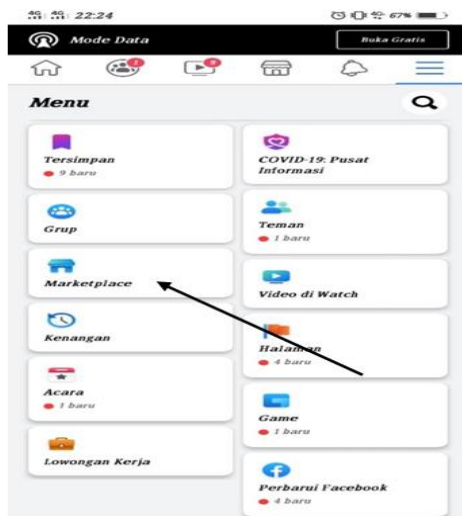 4G 4G 22:24 67%
Mode Data
Buka Gratis
Menu
Tersimpan
9 baru
COVID-19: Pusat
Informasi
Grup
Teman
1 baru
Marketplace
Video di Watch
Kenangan
Halaman
4 baru
Acara
1 baru
Game
1 baru
Lowongan Kerja
Perbarui Facebook
4 baru